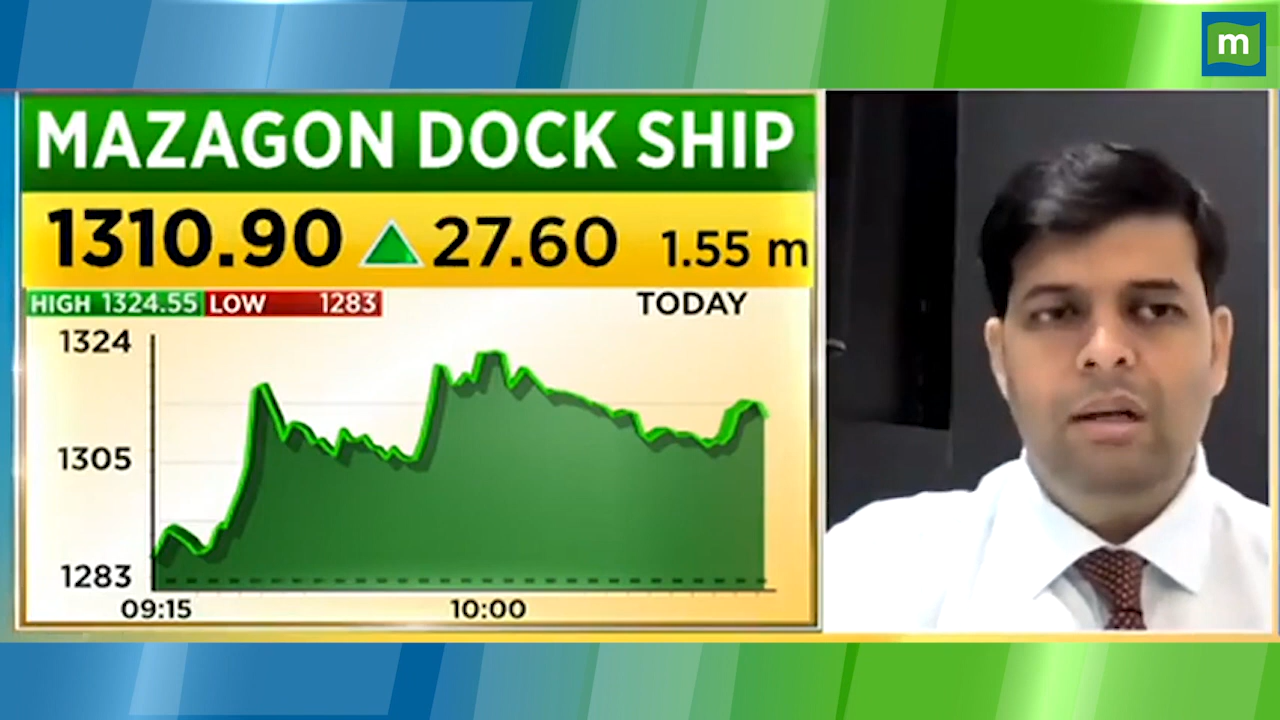 m
MAZAGON DOCK SHIP
1310.90 ▲ 27.60 1.55 m
HIGH 1324.55 LOW 1283 TODAY
1324
1305
1283
09:15 10:00